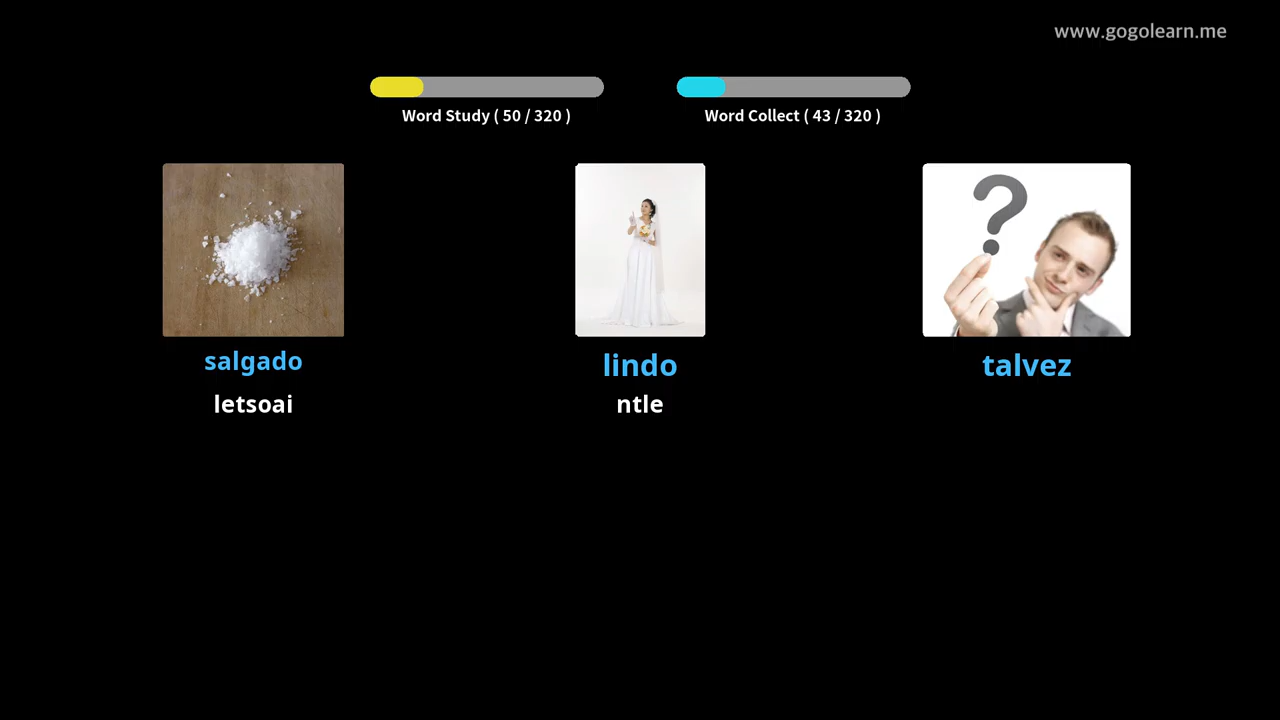 www.gogolearn.me
Word Study ( 50 / 320 )
Word Collect ( 43 / 320 )
salgado
lindo
talvez
letsoai
ntle